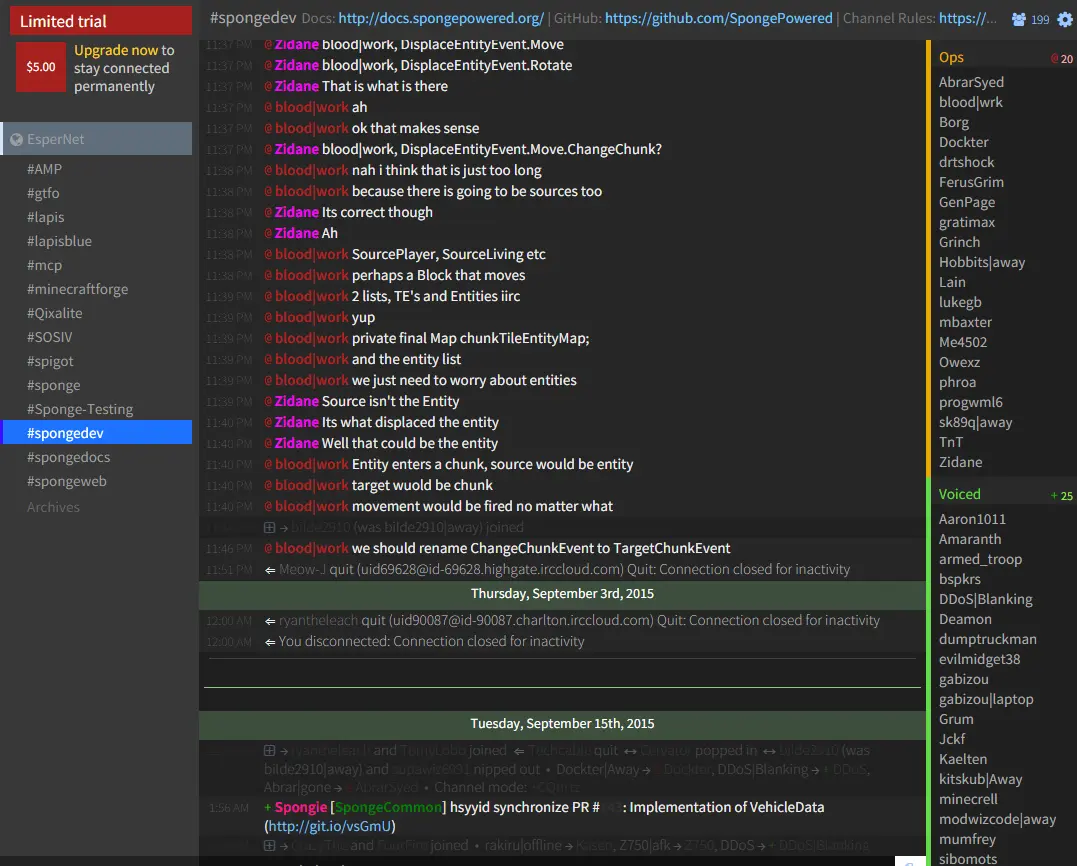 Limited trial
$5.00
Upgrade now to
stay connected
permanently
EsperNet
#AMP
#gtfo
#lapis
#lapisblue
#mcp
#minecraftforge
#Qixalite
#SOSIV
#spigot
#sponge
#Sponge-Testing
#spongedev
#spongedocs
#spongeweb
Archives
#spongedev Docs: http://docs.spongepowered.org/ | GitHub: https://github.com/SpongePowered | Channel Rules: https://... 199
11:37 PM @ Zidane blood|work, DisplaceEntityEvent.Move
11:37 PM @ Zidane blood|work, DisplaceEntityEvent.Rotate
11:37 PM @ Zidane That is what is there
11:37 PM @ blood|work ah
11:37 PM @ blood|work ok that makes sense
11:37 PM @ Zidane blood|work, DisplaceEntityEvent.Move.ChangeChunk?
11:38 PM @ blood|work nah i think that is just too long
11:38 PM @ blood|work because there is going to be sources too
11:38 PM @ Zidane Its correct though
11:38 PM @ Zidane Ah
11:38 PM @ blood|work SourcePlayer, SourceLiving etc
11:38 PM @ blood|work perhaps a Block that moves
11:39 PM @ blood|work 2 lists, TE's and Entities iirc
11:39 PM @ blood|work yup
11:39 PM @ blood|work private final Map chunkTileEntityMap;
11:39 PM @ blood|work and the entity list
11:39 PM @ blood|work we just need to worry about entities
11:39 PM @ Zidane Source isn't the Entity
11:40 PM @ Zidane Its what displaced the entity
11:40 PM @ Zidane Well that could be the entity
11:40 PM @ blood|work Entity enters a chunk, source would be entity
11:40 PM @ blood|work target wuold be chunk
11:40 PM @ blood|work movement would be fired no matter what
→ bilde2910 (was bilde2910|away) joined
11:46 PM @ blood|work we should rename ChangeChunkEvent to TargetChunkEvent
11:51 PM ⇐ Meow-J quit (uid69628@id-69628.highgate.irccloud.com) Quit: Connection closed for inactivity
Thursday, September 3rd, 2015
12:00 AM ⇐ ryantheleach quit (uid90087@id-90087.charlton.irccloud.com) Quit: Connection closed for inactivity
12:00 AM ⇐ You disconnected: Connection closed for inactivity
Tuesday, September 15th, 2015
→ ryantheleach and joined ⇐ quit ↔ popped in ↔ bilde2910 (was
bilde2910|away) and nipped out • Dockter|Away → Dockter, DDoS|Blanking → + DDoS,
Abrar|gone → AbrarSyed • Channel mode:
1:56 AM + Spongie [SpongeCommon] hsyyid synchronize PR # : Implementation of VehicleData
(http://git.io/vsGmU)
→ and joined • rakiru|offline → Z750|afk → Z750, DDoS → + DDoS|Blanking
Ops @ 20
AbrarSyed
blood|wrk
Borg
Dockter
drtshock
FerusGrim
GenPage
gratimax
Grinch
Hobbits|away
Lain
lukegb
mbaxter
Me4502
Owexz
phroa
progwml6
sk89q|away
TnT
Zidane
Voiced + 25
Aaron1011
Amaranth
armed_troop
bspkrs
DDoS|Blanking
Deamon
dumptruckman
evilmidget38
gabizou
gabizou|laptop
Grum
Jckf
Kaelten
kitskub|Away
minecrell
modwizcode|away
mumfrey
sibomots